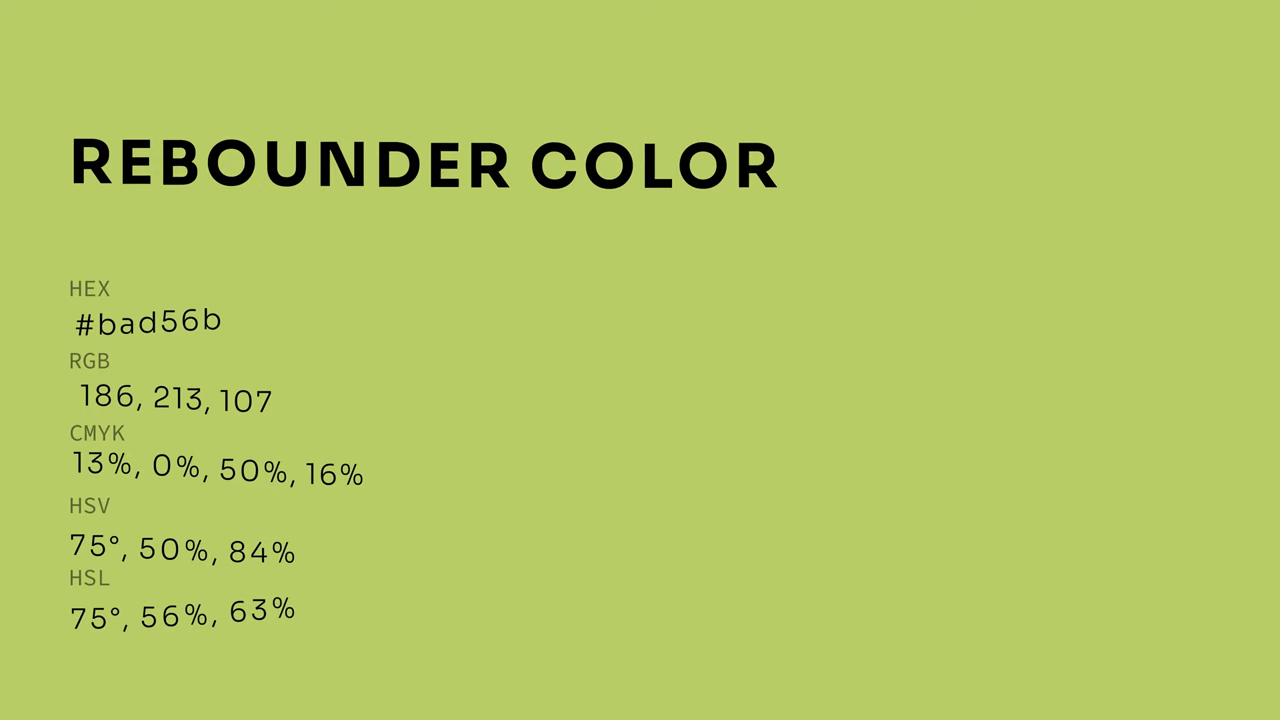 REBOUNDER COLOR
HEX
#bad56b
RGB
186, 213, 107
CMYK
13%, 0%, 50%, 16%
HSV
75°, 50%, 84%
HSL
75°, 56%, 63%